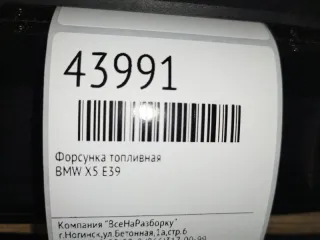 43991
Форсунка топливная
BMW X5 E39
Компания "ВсеНаРазборку"
г.Ногинск,ул.Бетонная,1а,стр.6